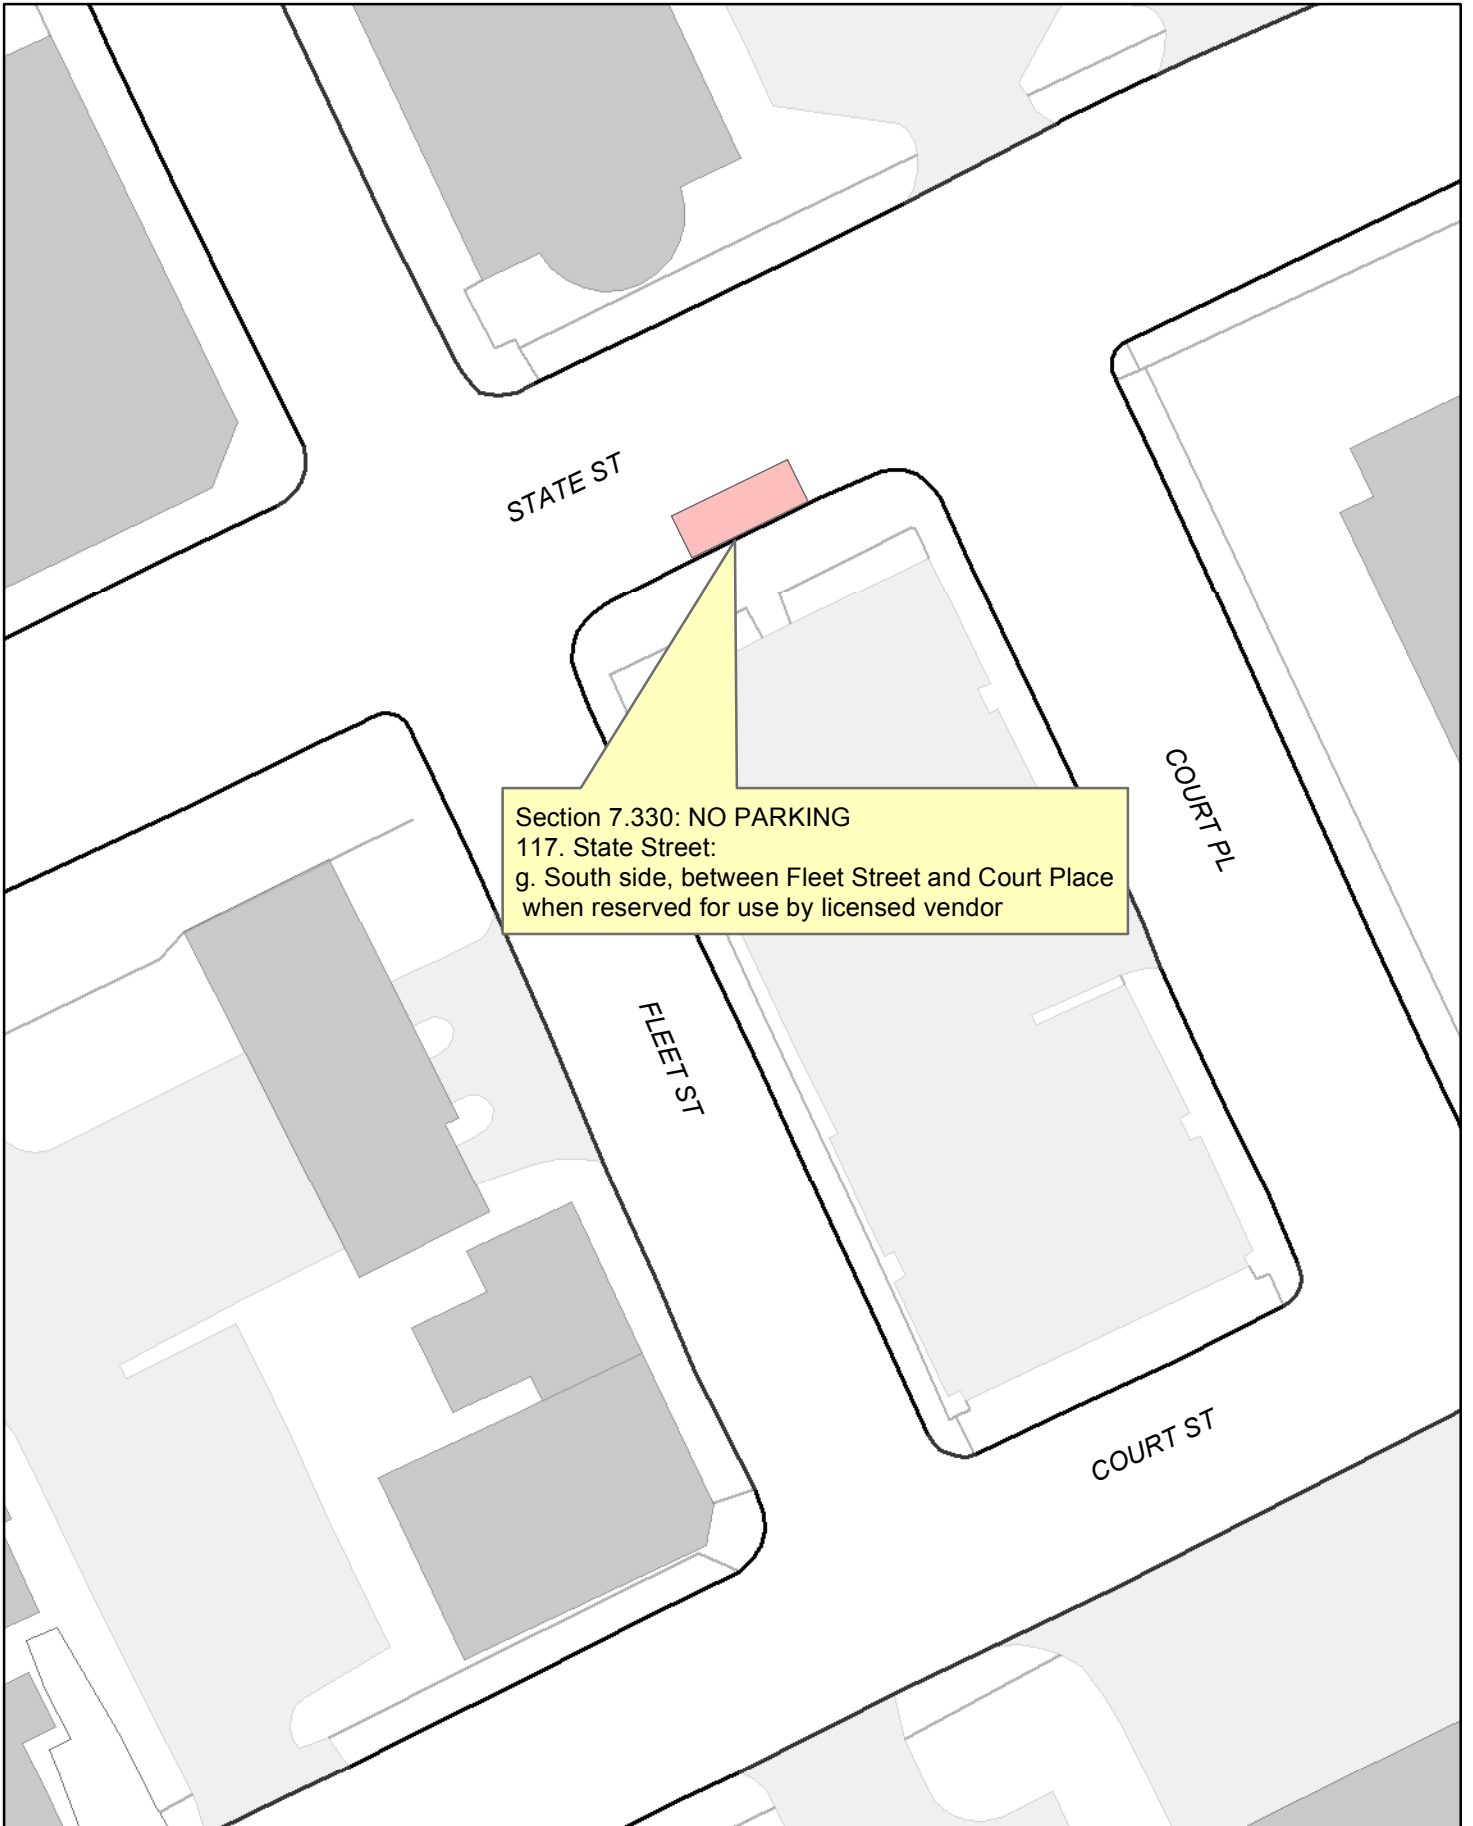 STATE ST
Section 7.330: NO PARKING
117. State Street:
g. South side, between Fleet Street and Court Place
when reserved for use by licensed vendor
COURT PL
FLEET ST
COURT ST